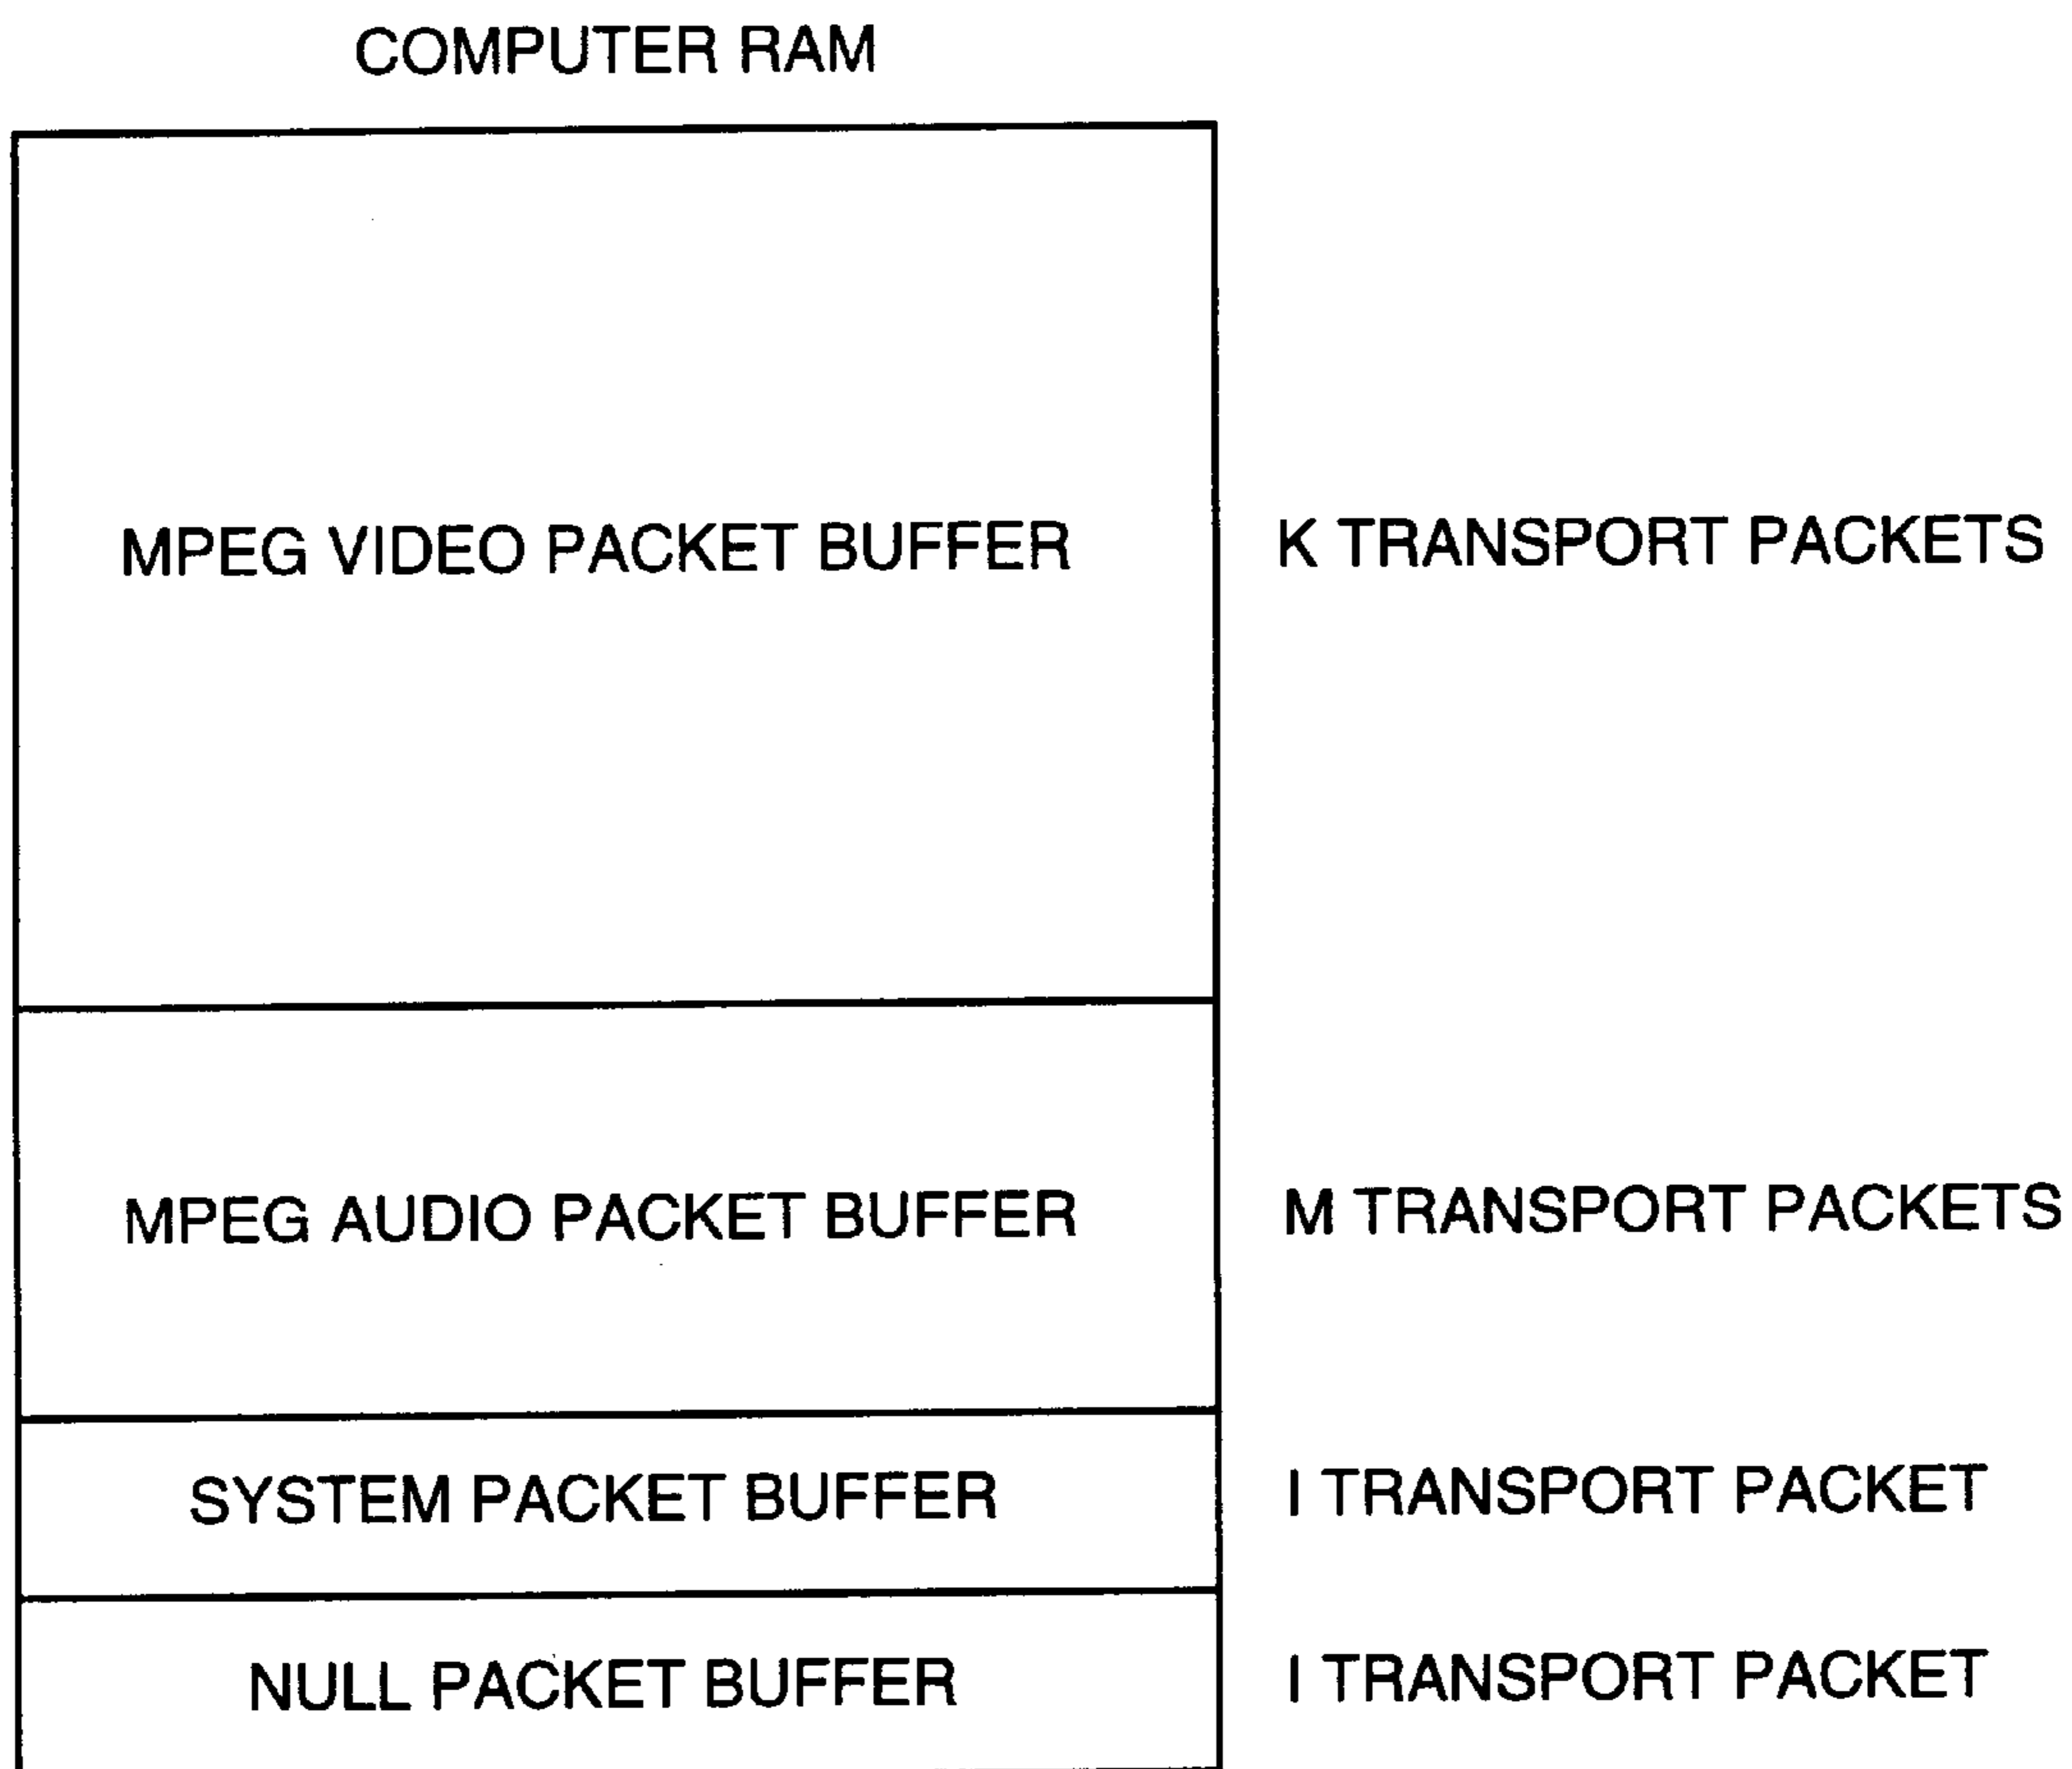 COMPUTER RAM
MPEG VIDEO PACKET BUFFER
K TRANSPORT PACKETS
MPEG AUDIO PACKET BUFFER
M TRANSPORT PACKETS
SYSTEM PACKET BUFFER
I TRANSPORT PACKET
NULL PACKET BUFFER
I TRANSPORT PACKET